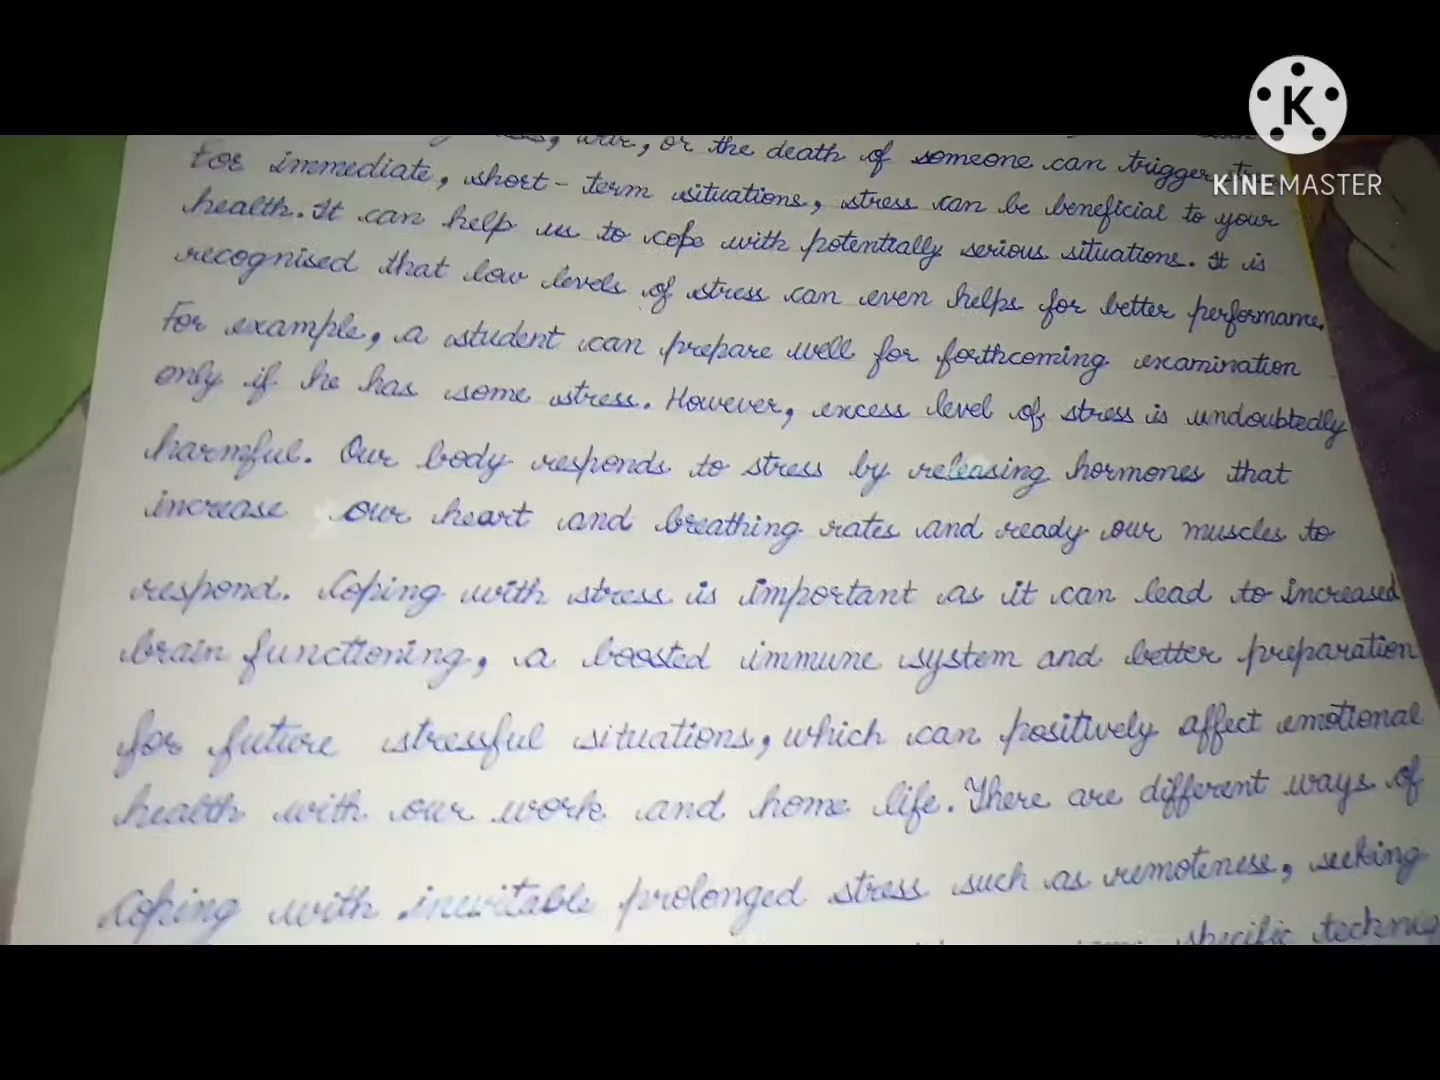 K
KINEMASTER
war, or the death of someone can trigger
For immediate, short-term situations, stress can be beneficial to your
health. It can help us to cope with potentially serious situations. It is
recognised that low levels of stress can even helps for better performance.
For example, a student can prepare well for forthcoming examination
only if he has some stress. However, excess level of stress is undoubtedly
harmful. Our body responds to stress by releasing hormones that
increase our heart and breathing rates and ready our muscles to
respond. Coping with stress is important as it can lead to increased
brain functioning, a boosted immune system and better preparation
for future stressful situations, which can positively affect emotional
health with our work and home life. There are different ways of
Coping with inevitable prolonged stress such as remoteness, seeking
specific